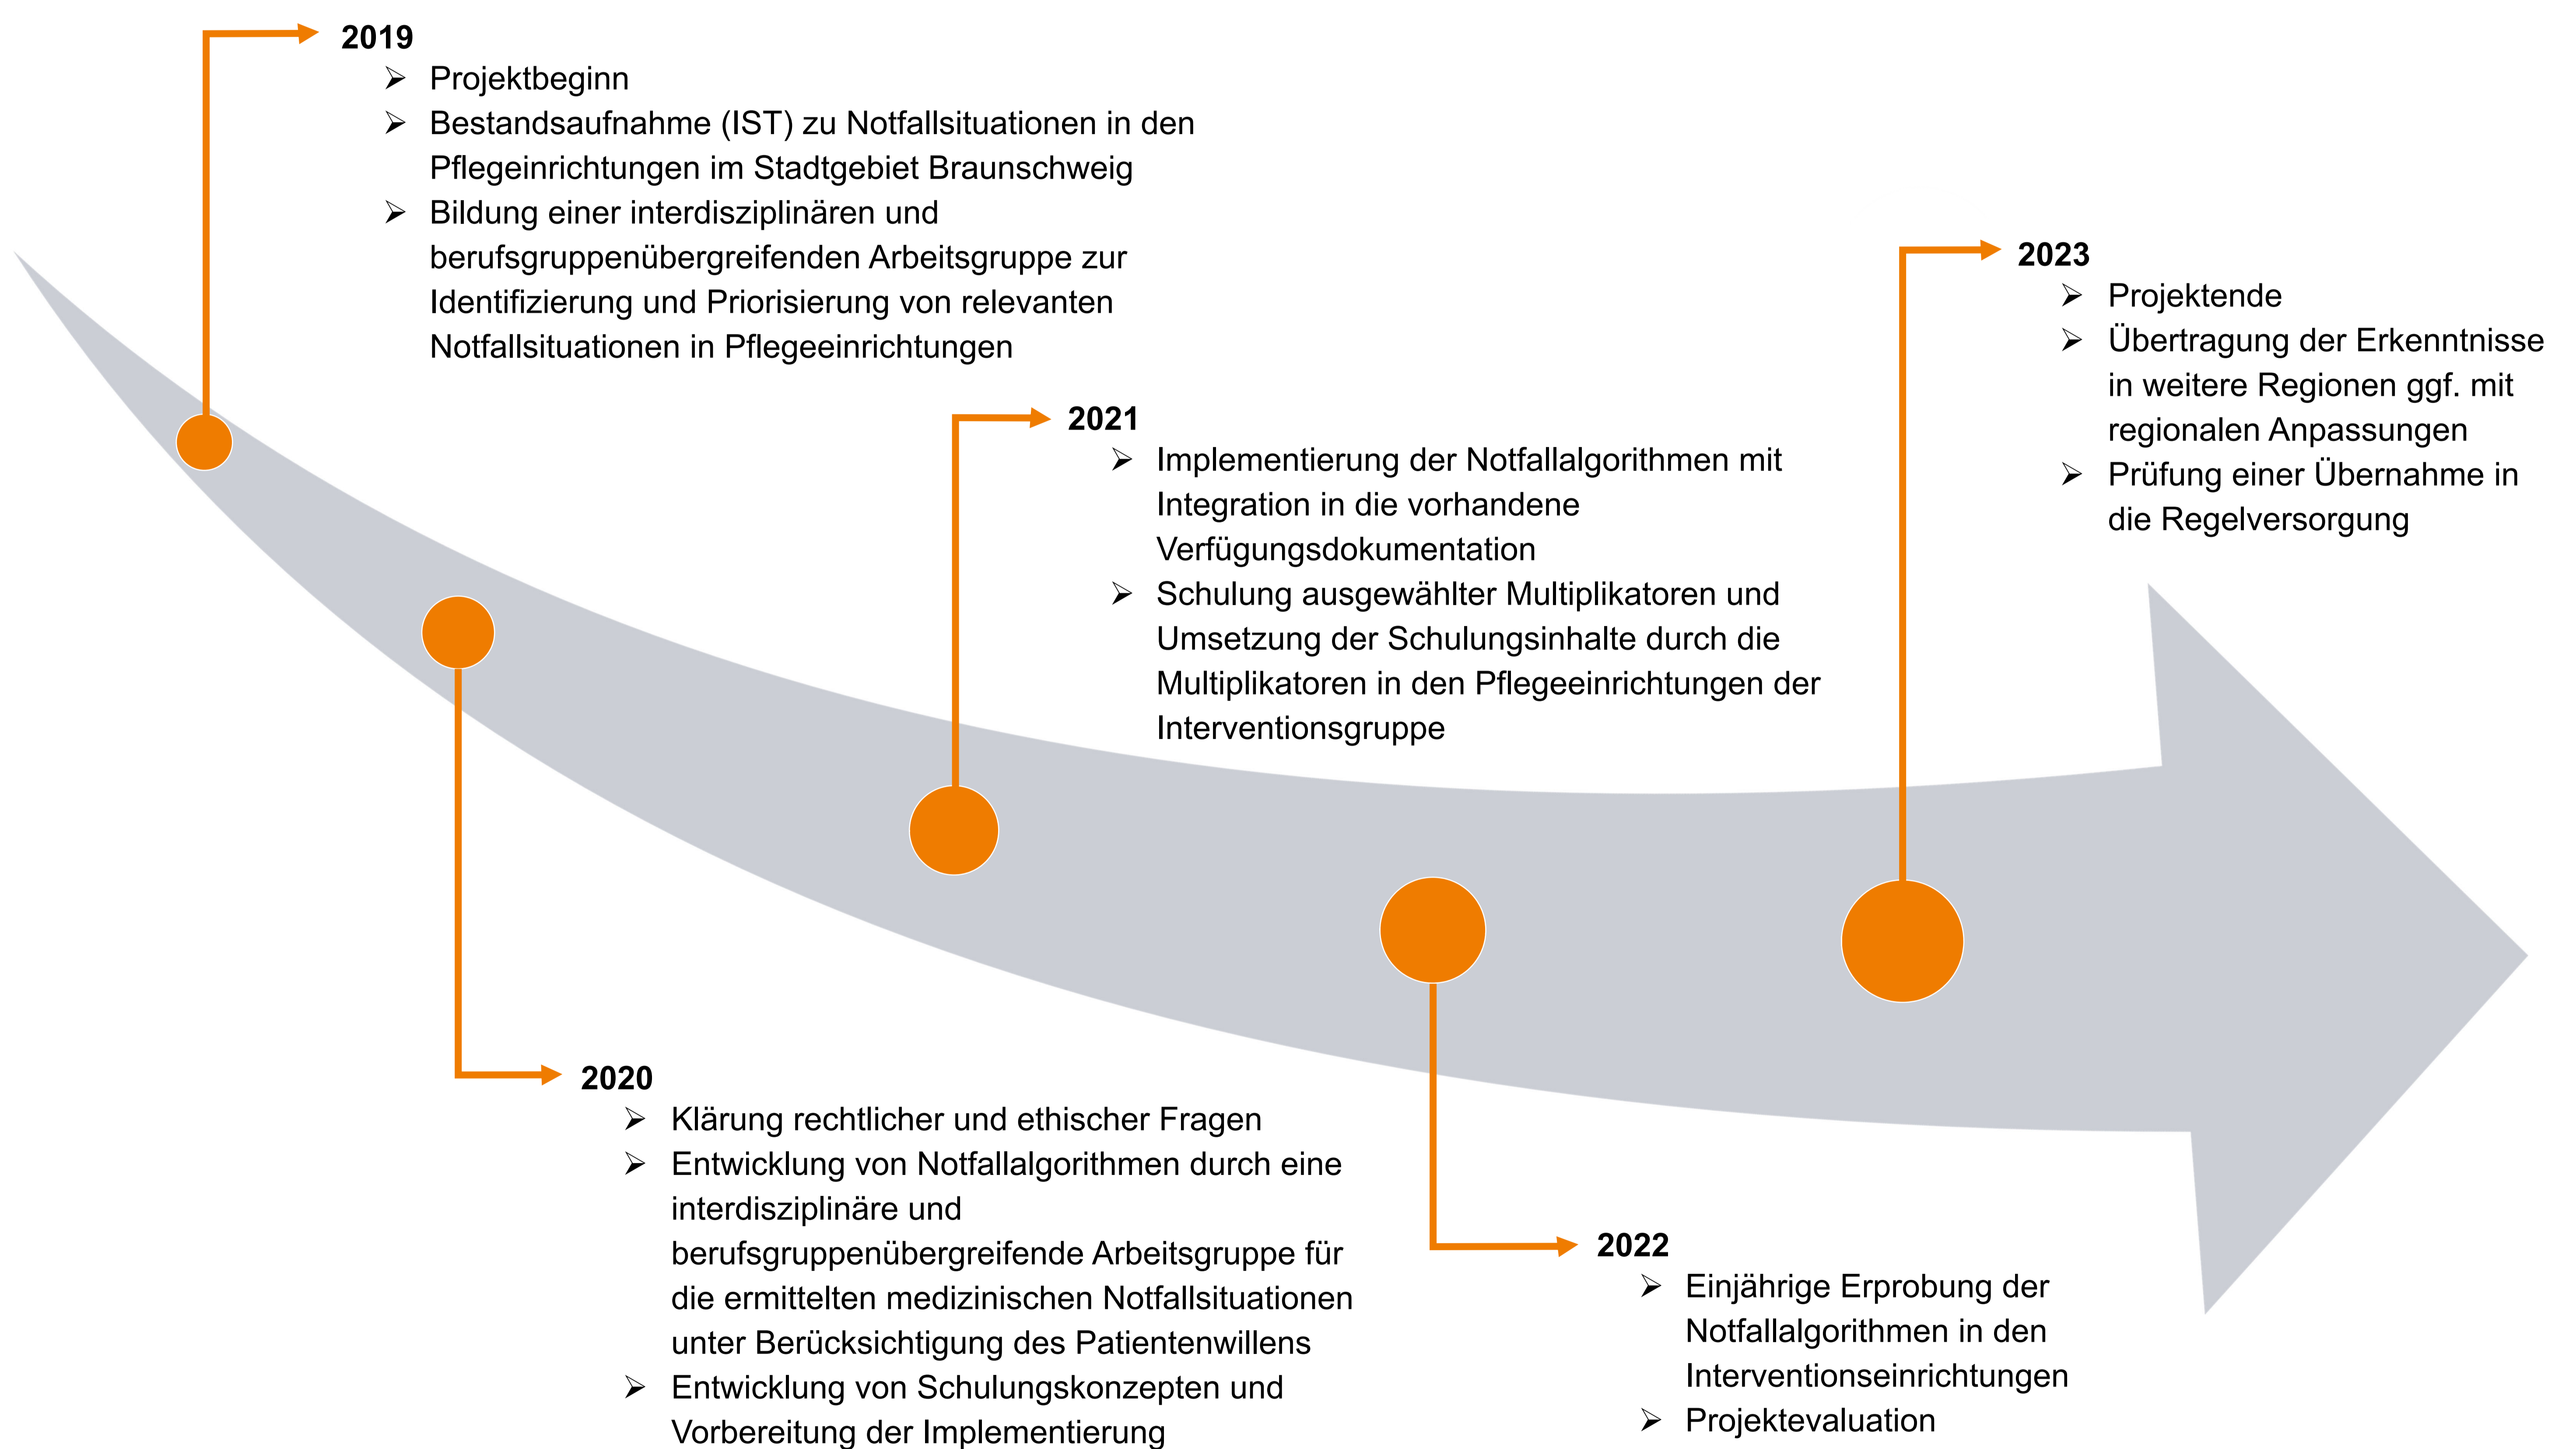 2019
➢ Projektbeginn
➢ Bestandsaufnahme (IST) zu Notfallsituationen in den
Pflegeinrichtungen im Stadtgebiet Braunschweig
➢ Bildung einer interdisziplinären und
berufsgruppenübergreifenden Arbeitsgruppe zur
Identifizierung und Priorisierung von relevanten
Notfallsituationen in Pflegeeinrichtungen
2020
➢ Klärung rechtlicher und ethischer Fragen
➢ Entwicklung von Notfallalgorithmen durch eine
interdisziplinäre und
berufsgruppenübergreifende Arbeitsgruppe für
die ermittelten medizinischen Notfallsituationen
unter Berücksichtigung des Patientenwillens
➢ Entwicklung von Schulungskonzepten und
Vorbereitung der Implementierung
2021
➢ Implementierung der Notfallalgorithmen mit
Integration in die vorhandene
Verfügungsdokumentation
➢ Schulung ausgewählter Multiplikatoren und
Umsetzung der Schulungsinhalte durch die
Multiplikatoren in den Pflegeeinrichtungen der
Interventionsgruppe
2022
➢ Einjährige Erprobung der
Notfallalgorithmen in den
Interventionseinrichtungen
➢ Projektevaluation
2023
➢ Projektende
➢ Übertragung der Erkenntnisse
in weitere Regionen ggf. mit
regionalen Anpassungen
➢ Prüfung einer Übernahme in
die Regelversorgung